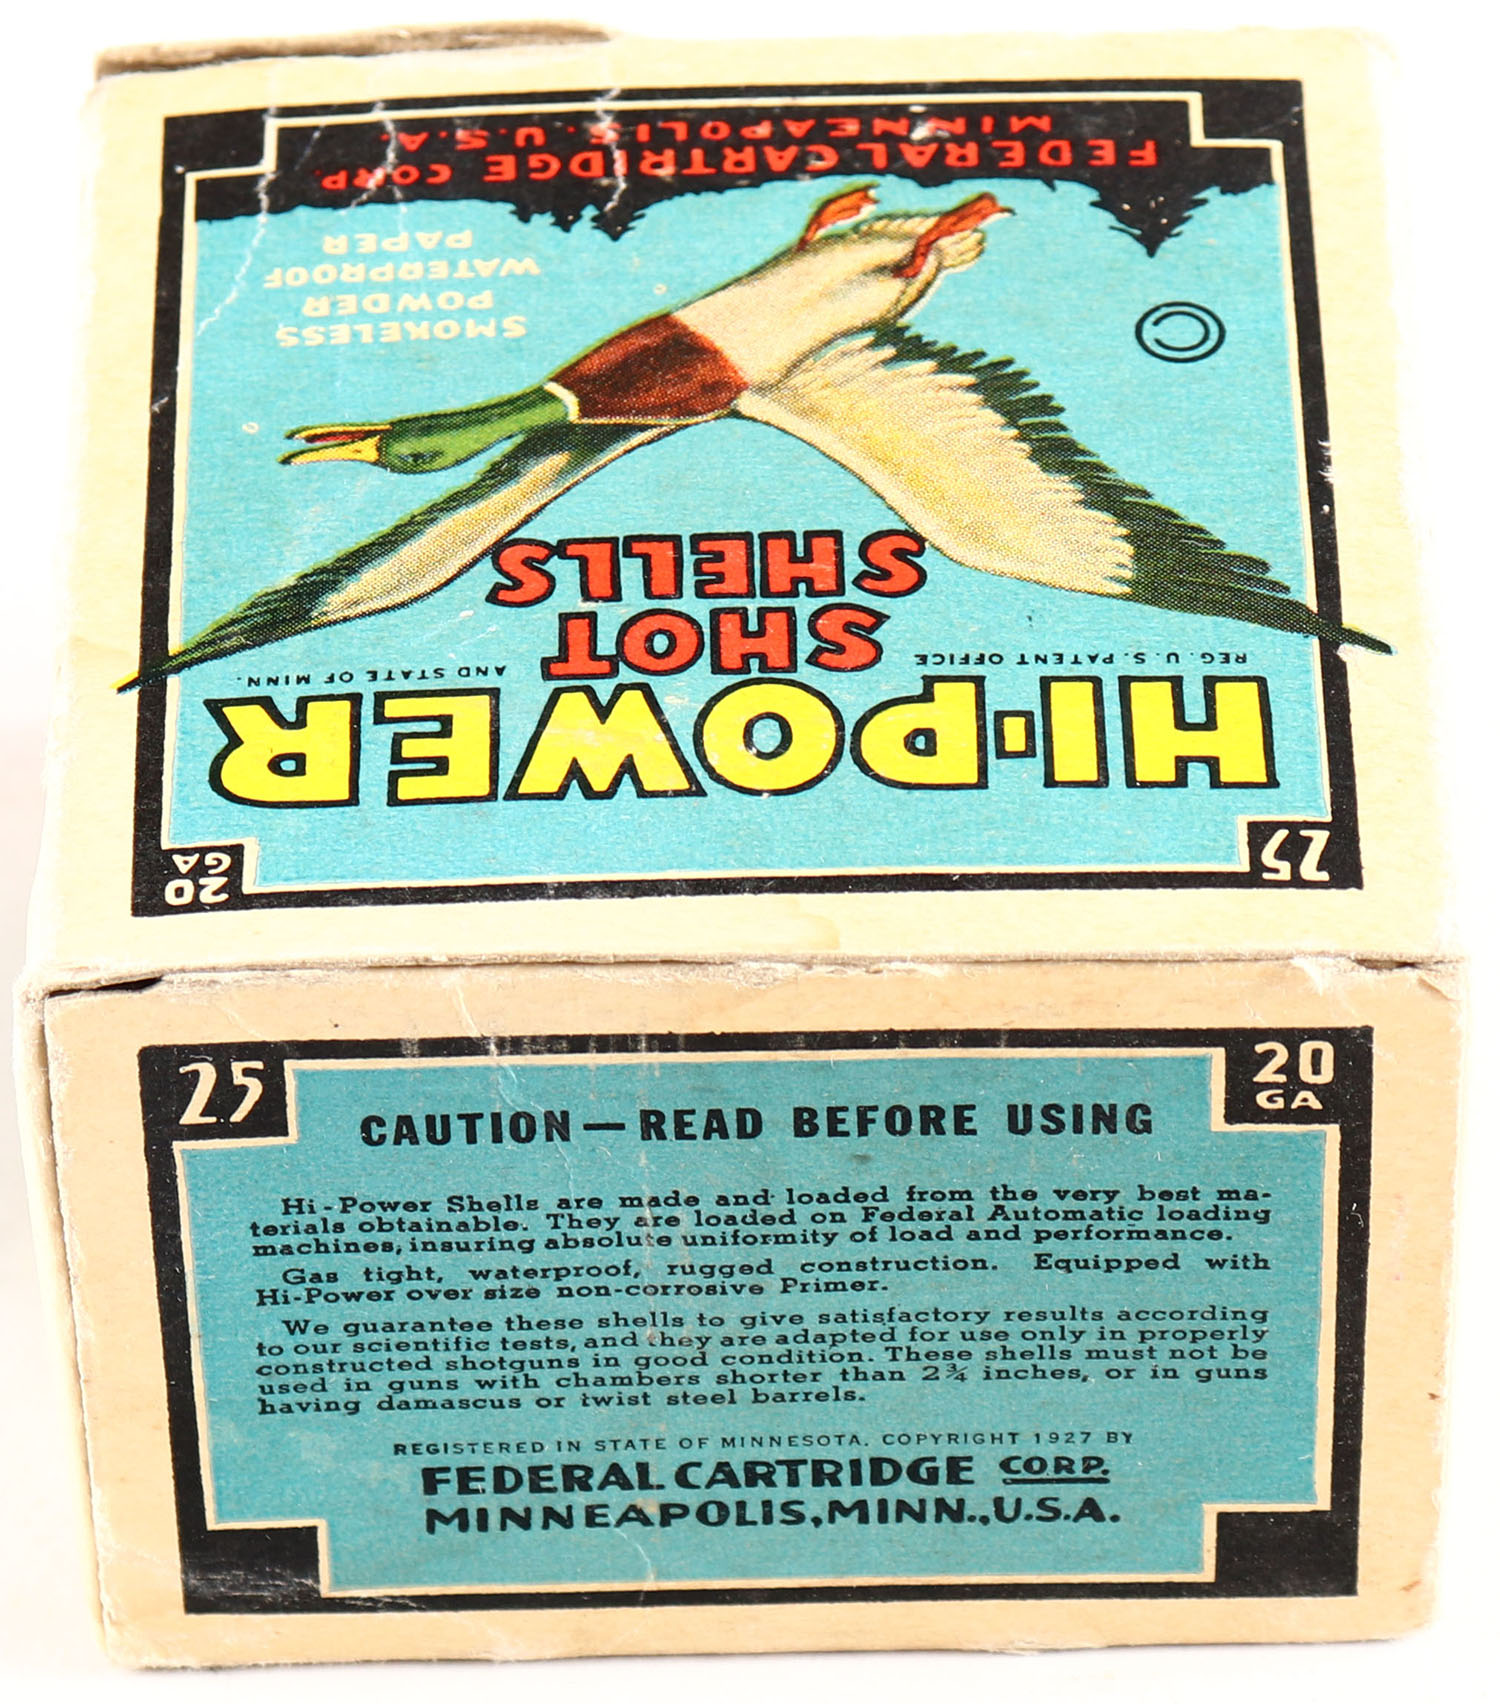 25
20
GA
HI-POWER
REG. U.S. PATENT OFFICE
AND STATE OF MINN.
SHOT
SHELLS
©
SMOKELESS
POWDER
WATERPROOF
PAPER
FEDERAL CARTRIDGE CORP.
MINNEAPOLIS. U.S.A.
25
20
GA
CAUTION — READ BEFORE USING
Hi-Power Shells are made and loaded from the very best ma-
terials obtainable. They are loaded on Federal Automatic loading
machines, insuring absolute uniformity of load and performance.
Gas tight, waterproof, rugged construction. Equipped with
Hi-Power over size non-corrosive Primer.
We guarantee these shells to give satisfactory results according
to our scientific tests, and they are adapted for use only in properly
constructed shotguns in good condition. These shells must not be
used in guns with chambers shorter than 2¾ inches, or in guns
having damascus or twist steel barrels.
REGISTERED IN STATE OF MINNESOTA. COPYRIGHT 1927 BY
FEDERAL CARTRIDGE CORP.
MINNEAPOLIS, MINN., U.S.A.